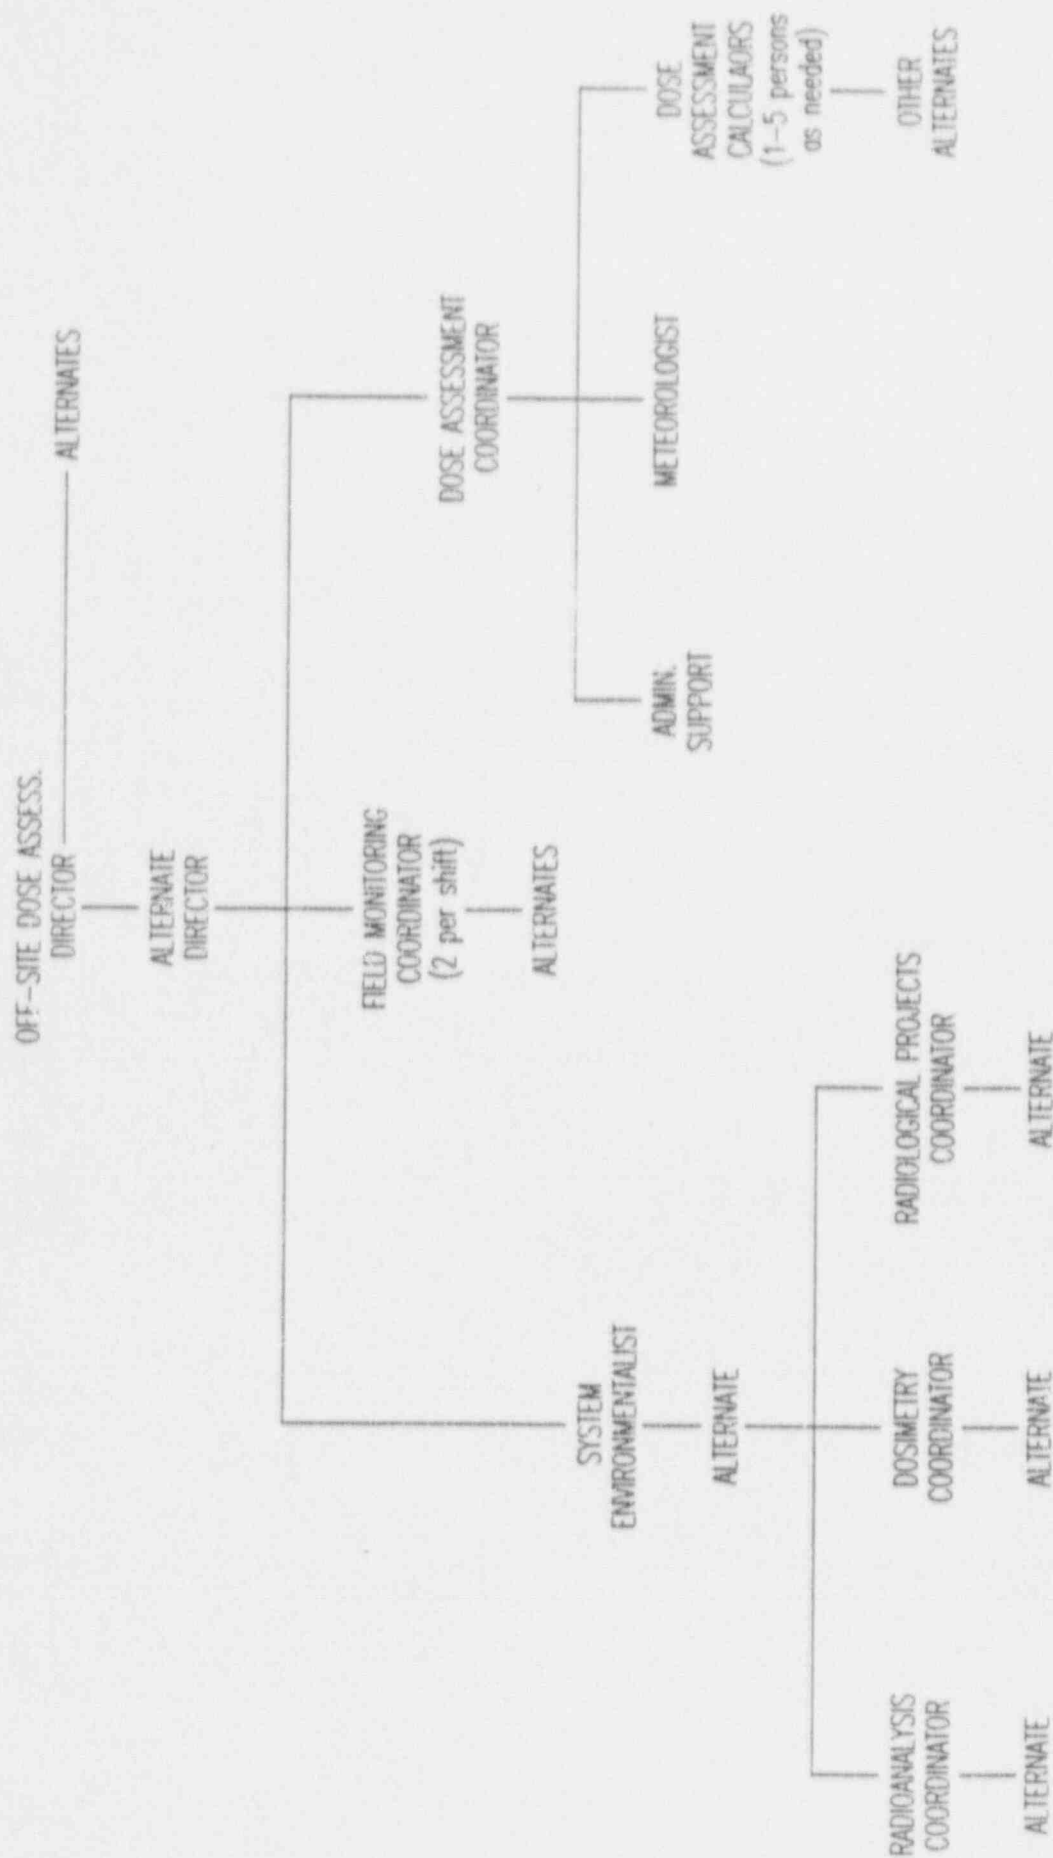 OFF-SITE DOSE ASSESS.
DIRECTOR
ALTERNATES
ALTERNATE
DIRECTOR
FIELD MONITORING
COORDINATOR
(2 per shift)
ALTERNATES
DOSE ASSESSMENT
COORDINATOR
SYSTEM
ENVIRONMENTALIST
ALTERNATE
ADMIN.
SUPPORT
METEOROLOGIST
DOSE
ASSESSMENT
CALCULAORS
(1-5 persons
as needed)
OTHER
ALTERNATES
RADIOANALYSIS
COORDINATOR
ALTERNATE
DOSIMETRY
COORDINATOR
ALTERNATE
RADIOLOGICAL PROJECTS
COORDINATOR
ALTERNATE